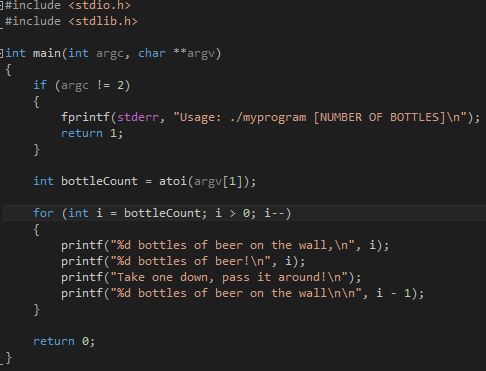 #include <stdio.h>
#include <stdlib.h>
int main(int argc, char **argv)
{
if (argc != 2)
{
fprintf(stderr, "Usage: ./myprogram [NUMBER OF BOTTLES]\n");
return 1;
}
int bottleCount = atoi(argv[1]);
for (int i = bottleCount; i > 0; i--)
{
printf("%d bottles of beer on the wall,\n", i);
printf("%d bottles of beer!\n", i);
printf("Take one down, pass it around!\n");
printf("%d bottles of beer on the wall\n\n", i - 1);
}
return 0;
}